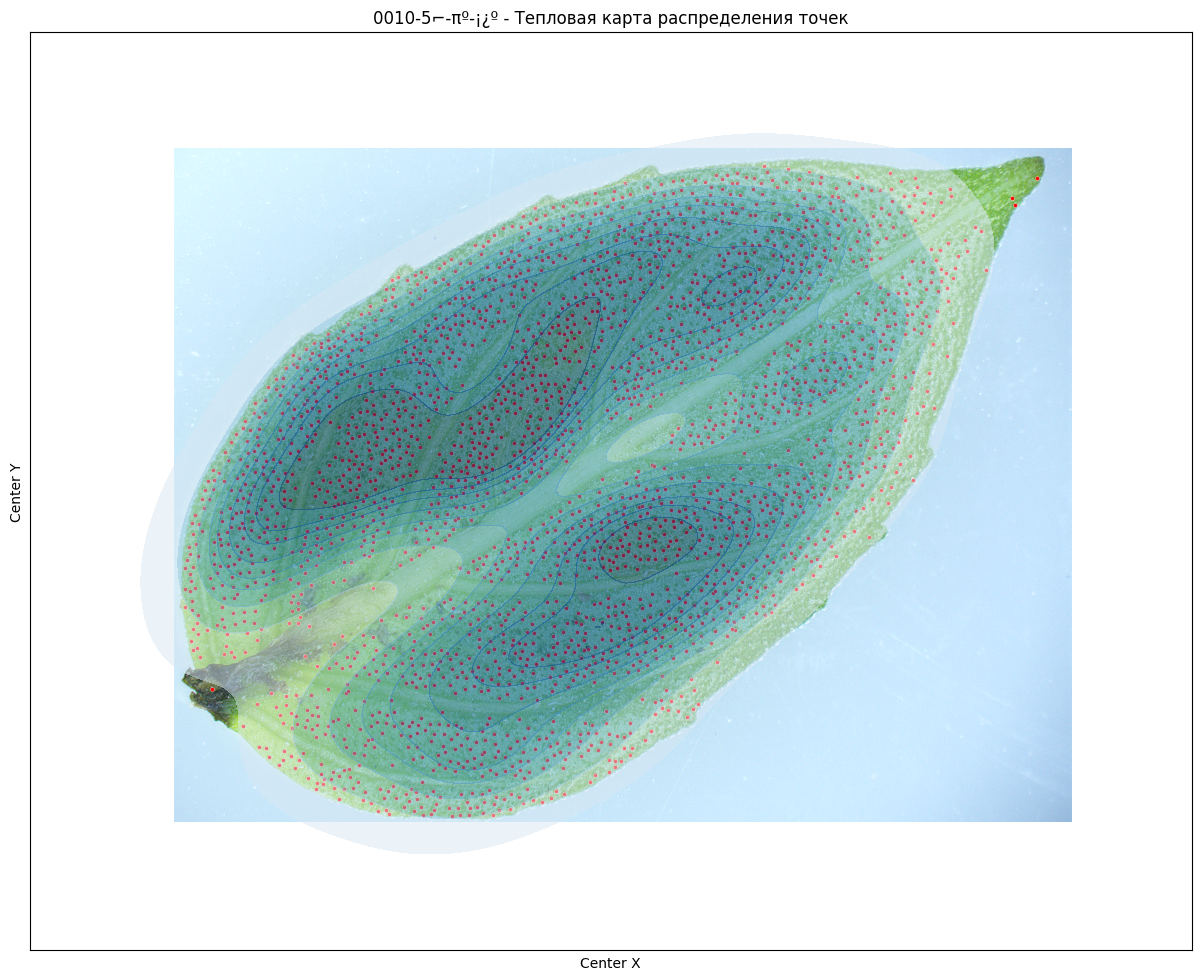 0010-5⌐-πº-¡¿º - Тепловая карта распределения точек
Center Y
Center X